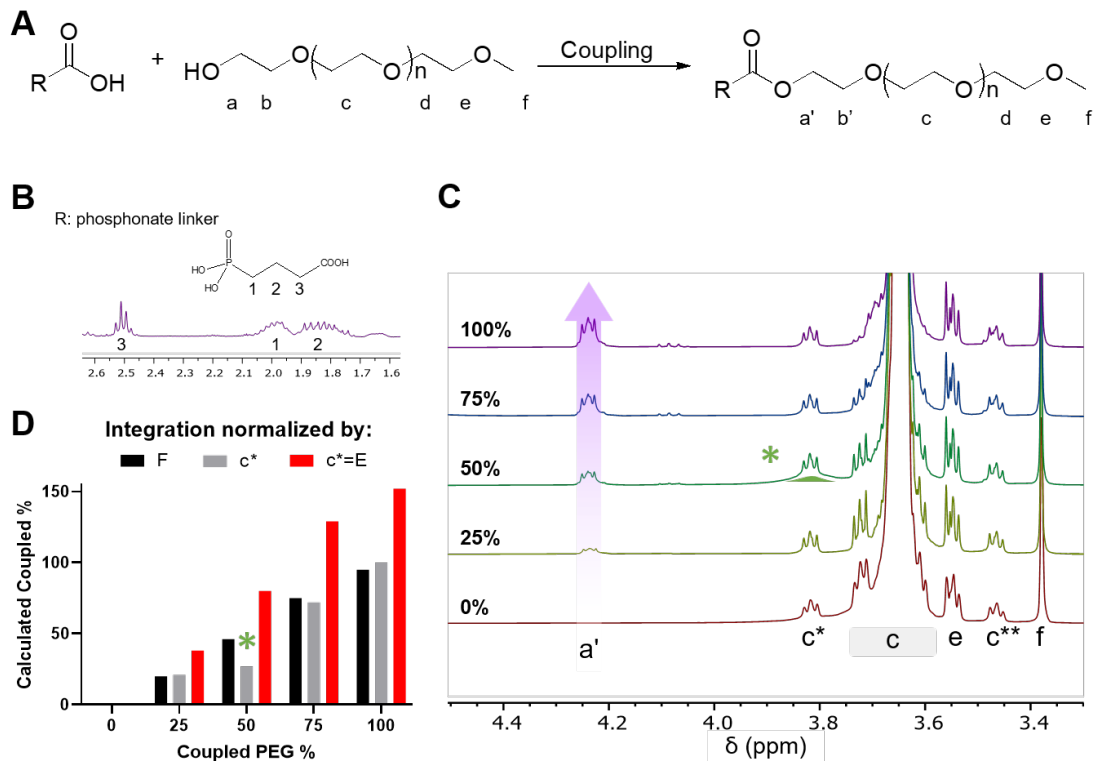 A
O
R OH
+
HO O ( O ) n O
a b c d e f
Coupling
O
R O O ( O ) n O
a' b’ c d e f
B
R: phosphonate linker
O
HO P COOH
HO
1 2 3
3 1 2
2.6 2.5 2.4 2.3 2.2 2.1 2.0 1.9 1.8 1.7 1.6
C
100%
75%
50%
*
25%
0%
a' c* c e c** f
4.4 4.2 4.0 3.8 3.6 3.4
δ (ppm)
D
Integration normalized by:
F c* c*=E
Calculated Coupled %
150
100
50
0
*
0 25 50 75 100
Coupled PEG %